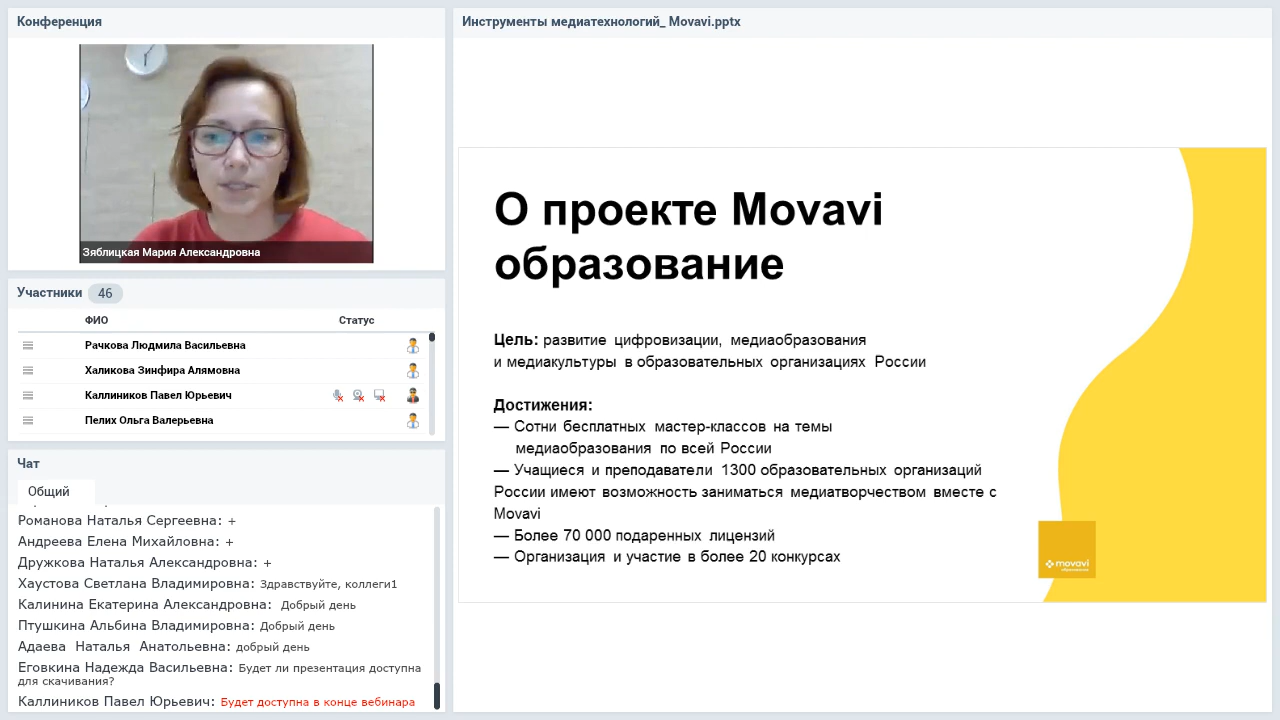 Конференция
Зяблицкая Мария Александровна
Участники 46
ФИО Статус
Рачкова Людмила Васильевна
Халикова Зинфира Алямовна
Каллиников Павел Юрьевич
Пелих Ольга Валерьевна
Чат
Общий
Романова Наталья Сергеевна: +
Андреева Елена Михайловна: +
Дружкова Наталья Александровна: +
Хаустова Светлана Владимировна: Здравствуйте, коллеги1
Калинина Екатерина Александровна: Добрый день
Птушкина Альбина Владимировна: Добрый день
Адаева Наталья Анатольевна: добрый день
Еговкина Надежда Васильевна: Будет ли презентация доступна
для скачивания?
Каллиников Павел Юрьевич: Будет доступна в конце вебинара
Инструменты медиатехнологий_ Movavi.pptx
О проекте Movavi
образование
Цель: развитие цифровизации, медиаобразования
и медиакультуры в образовательных организациях России
Достижения:
— Сотни бесплатных мастер-классов на темы
медиаобразования по всей России
— Учащиеся и преподаватели 1300 образовательных организаций
России имеют возможность заниматься медиатворчеством вместе с
Movavi
— Более 70 000 подаренных лицензий
— Организация и участие в более 20 конкурсах
movavi
образование